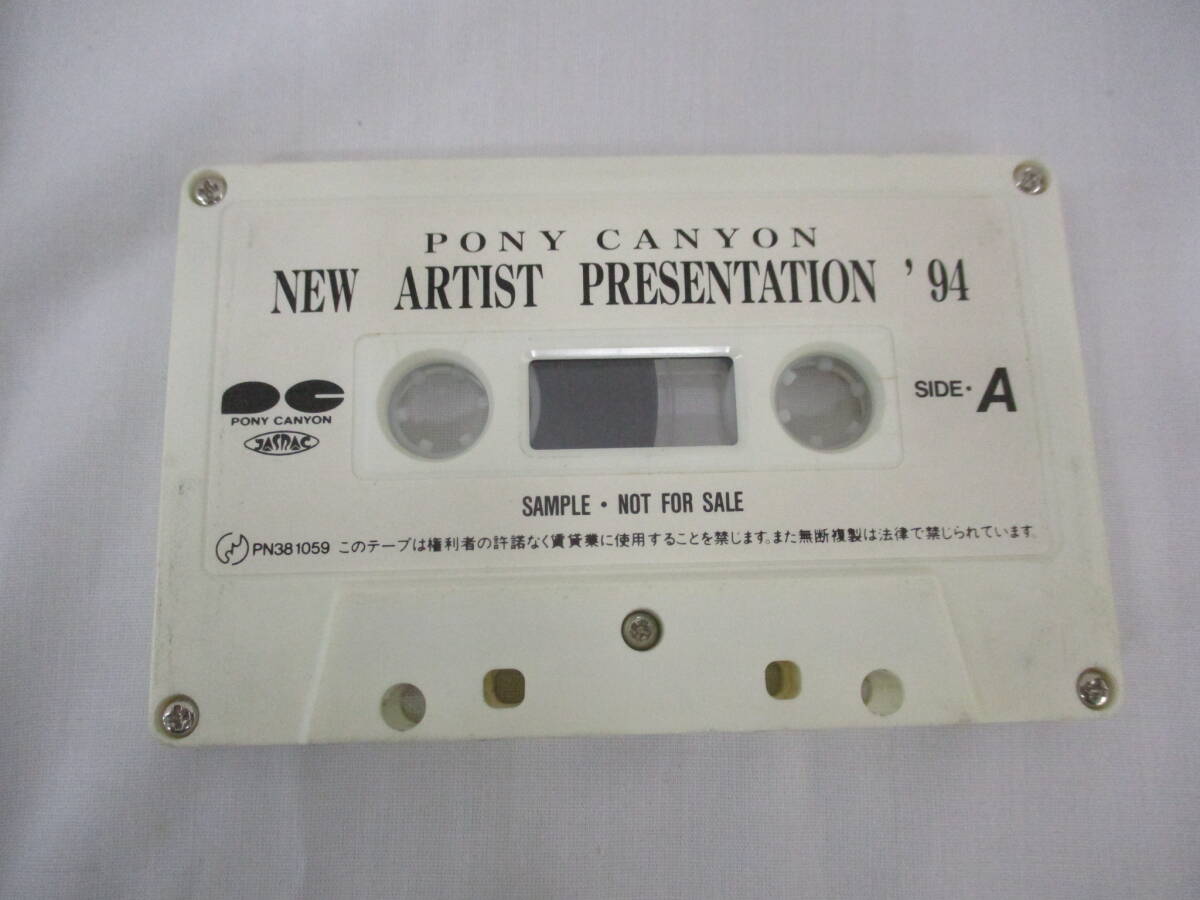 PONY CANYON
NEW ARTIST PRESENTATION '94
PONY CANYON
JASRAC
SIDE・A
SAMPLE・NOT FOR SALE
PN381059 このテープは権利者の許諾なく賃貸業に使用することを禁じます。また無断複製は法律で禁じられています。